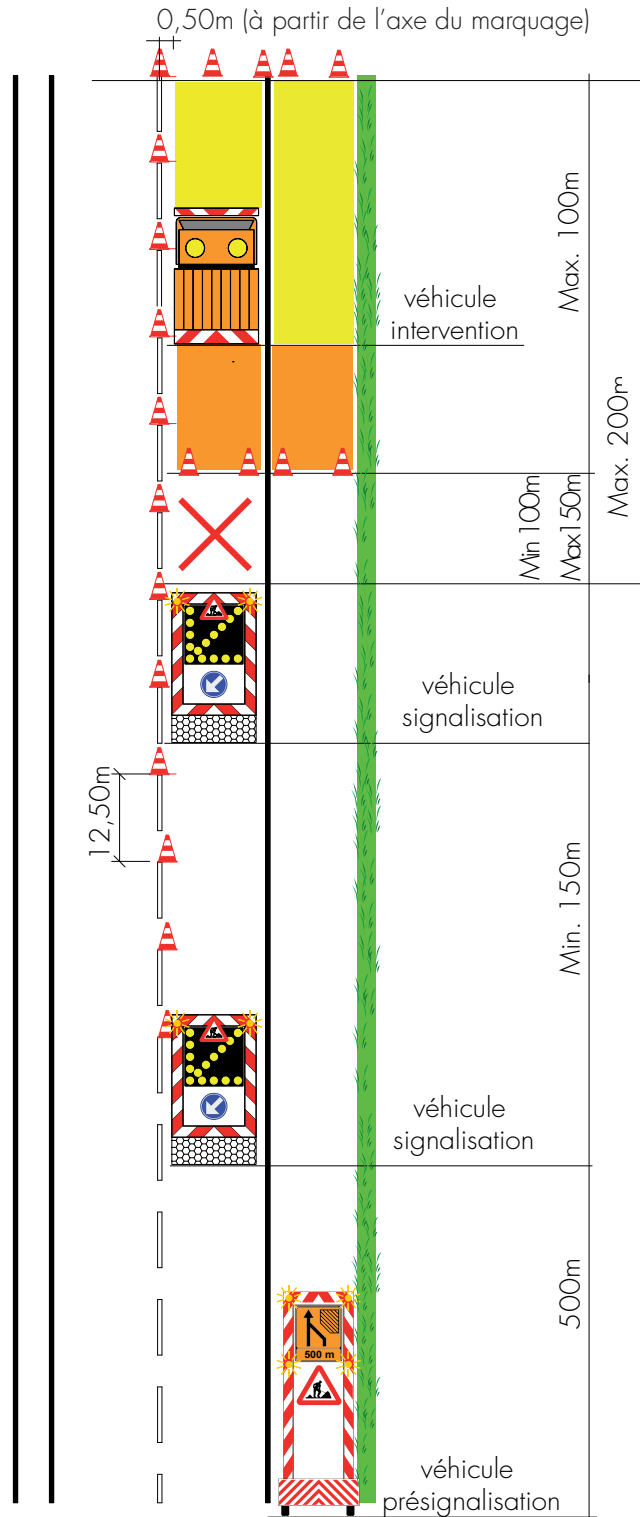 0,50m (à partir de l'axe du marquage)
Max. 100m
véhicule
intervention
Max. 200m
Min 100m
Max150m
véhicule
signalisation
12,50m
Min. 150m
véhicule
signalisation
500m
500 m
véhicule
présignalisation